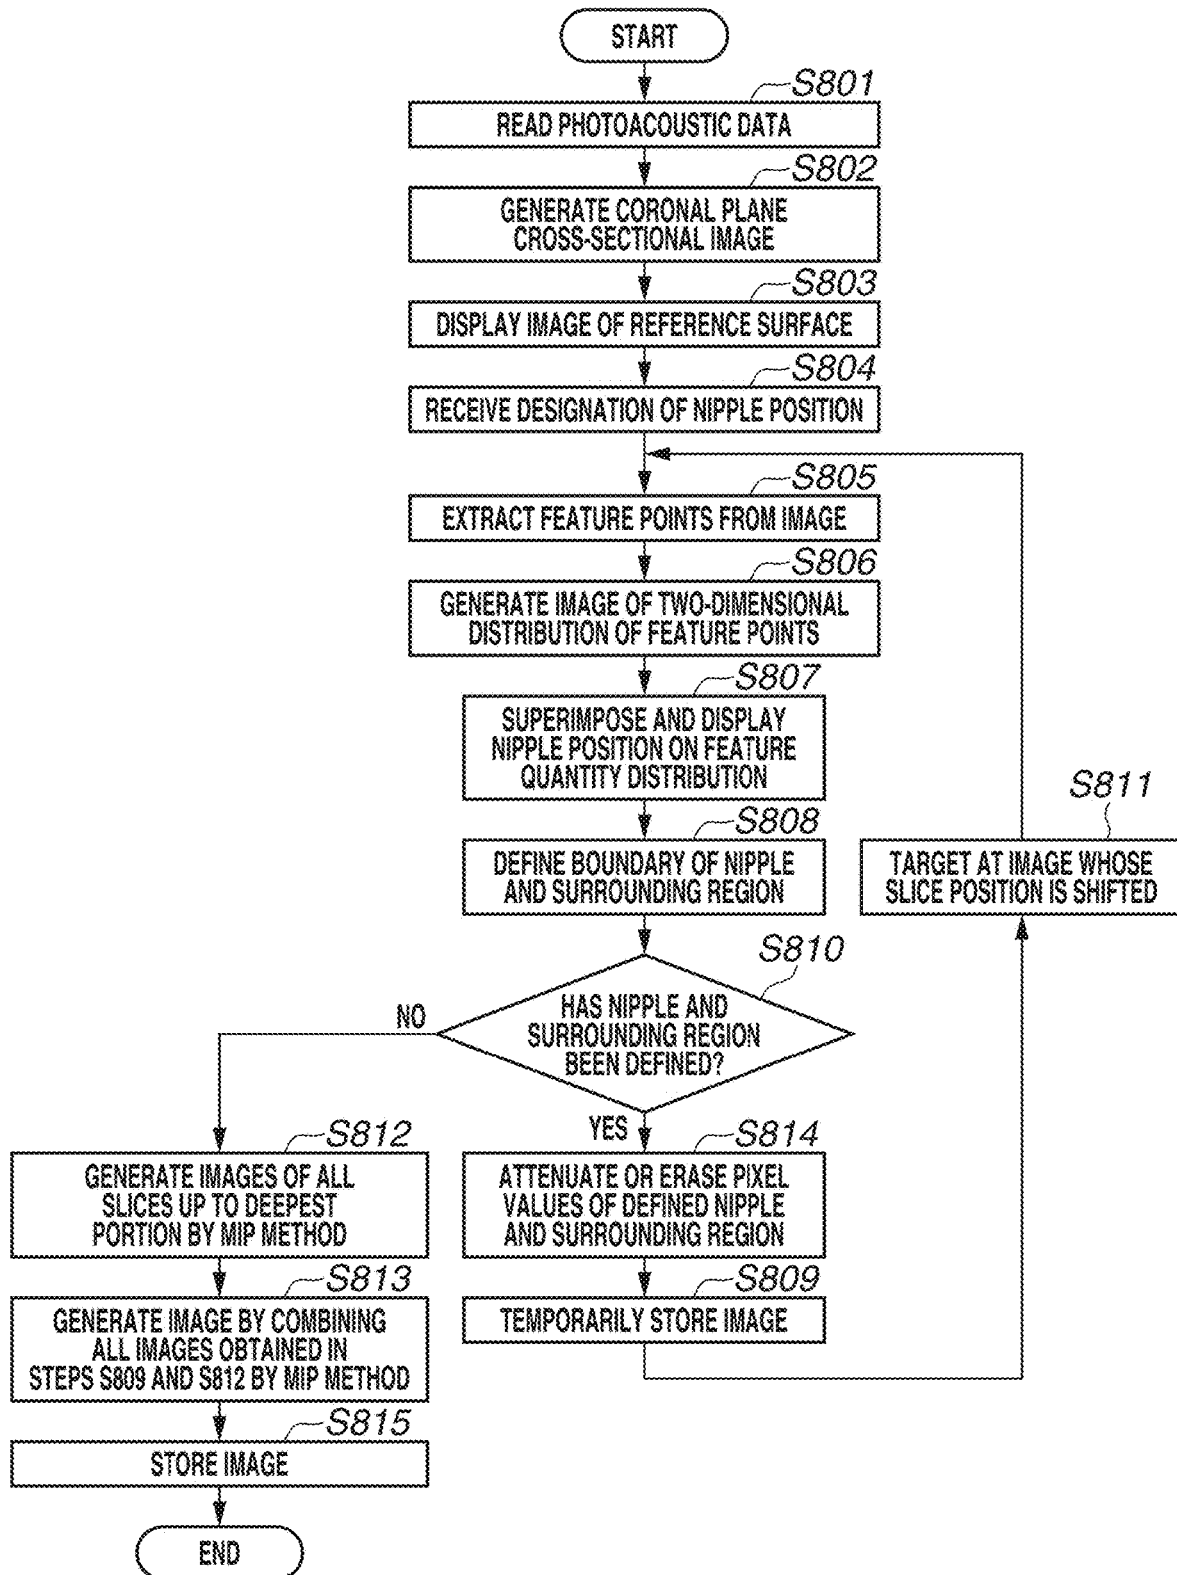 START
S801
READ PHOTOACOUSTIC DATA
S802
GENERATE CORONAL PLANE
CROSS-SECTIONAL IMAGE
S803
DISPLAY IMAGE OF REFERENCE SURFACE
S804
RECEIVE DESIGNATION OF NIPPLE POSITION
S805
EXTRACT FEATURE POINTS FROM IMAGE
S806
GENERATE IMAGE OF TWO-DIMENSIONAL
DISTRIBUTION OF FEATURE POINTS
S807
SUPERIMPOSE AND DISPLAY
NIPPLE POSITION ON FEATURE
QUANTITY DISTRIBUTION
S808
DEFINE BOUNDARY OF NIPPLE
AND SURROUNDING REGION
S811
TARGET AT IMAGE WHOSE
SLICE POSITION IS SHIFTED
S810
HAS NIPPLE AND
SURROUNDING REGION
BEEN DEFINED?
NO
YES
S812
GENERATE IMAGES OF ALL
SLICES UP TO DEEPEST
PORTION BY MIP METHOD
S814
ATTENUATE OR ERASE PIXEL
VALUES OF DEFINED NIPPLE
AND SURROUNDING REGION
S813
GENERATE IMAGE BY COMBINING
ALL IMAGES OBTAINED IN
STEPS S809 AND S812 BY MIP METHOD
S809
TEMPORARILY STORE IMAGE
S815
STORE IMAGE
END